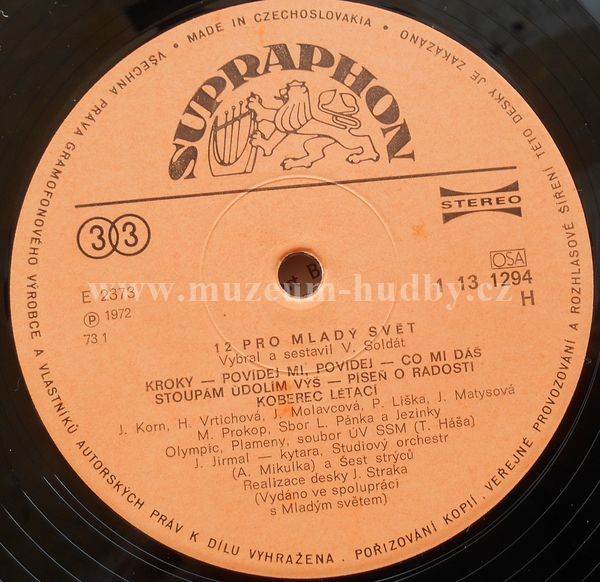 VŠECHNA PRÁVA GRAMOFONOVÉHO VÝROBCE A VLASTNÍKŮ AUTORSKÝCH PRÁV K DÍLU VYHRAŽENA. POŘIZOVÁNÍ KOPIÍ. VEŘEJNÉ PROVOZOVÁNÍ A ROZHLASOVÉ ŠÍŘENÍ TÉTO DESKY JE ZAKÁZÁNO • MADE IN CZECHOSLOVAKIA •
SUPRAPHON
33
STEREO
OSA
E 2373
1 13 1294
H
℗ 1972
73 1
www.muzeum-hudby.cz
12 PRO MLADÝ SVĚT
Vybral a sestavil V. Soldát
KROKY — POVÍDEJ MI, POVÍDEJ — CO MI DÁŠ
STOUPÁM ÚDOLÍM VÝŠ — PÍSEŇ O RADOSTI
KOBEREC LÉTACÍ
J. Korn, H. Vrtichová, J. Molavcová, P. Liška, J. Matysová
M. Prokop, Sbor L. Pánka a Jezinky
Olympic, Plameny, soubor ÚV SSM (T. Háša)
J. Jirmal — kytara, Studiový orchestr
(A. Mikulka) a Šest strýců
Realizace desky J. Straka
(Vydáno ve spolupráci
s Mladým světem)